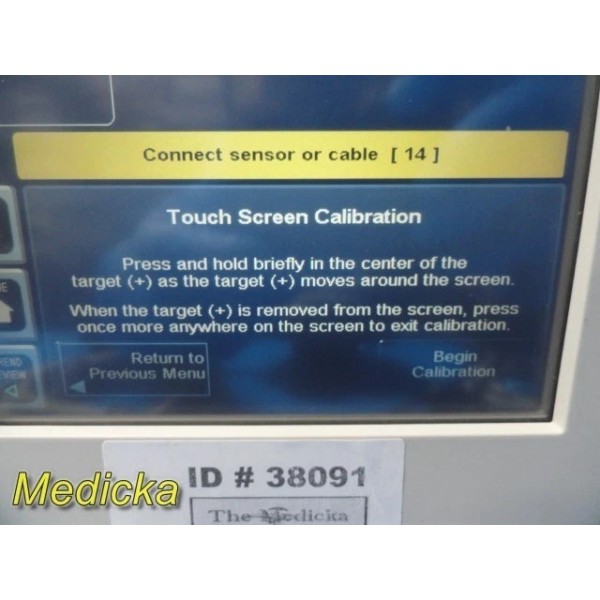 Connect sensor or cable [ 14 ]
Touch Screen Calibration
Press and hold briefly in the center of the
target (+) as the target (+) moves around the screen.
When the target (+) is removed from the screen, press
once more anywhere on the screen to exit calibration.
Return to
Previous Menu
Begin
Calibration
ID # 38091
The Medicka
Medicka